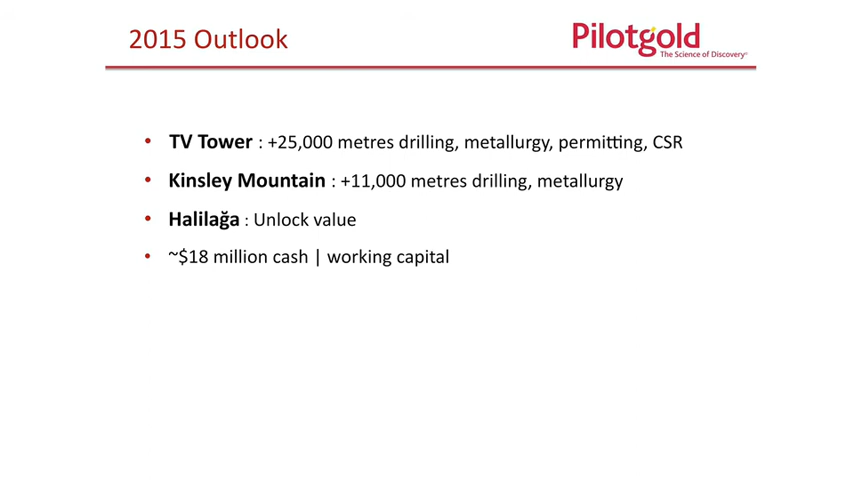 2015 Outlook
Pilotgold
The Science of Discovery
• TV Tower : +25,000 metres drilling, metallurgy, permitting, CSR
• Kinsley Mountain : +11,000 metres drilling, metallurgy
• Halilağa : Unlock value
• ~$18 million cash | working capital